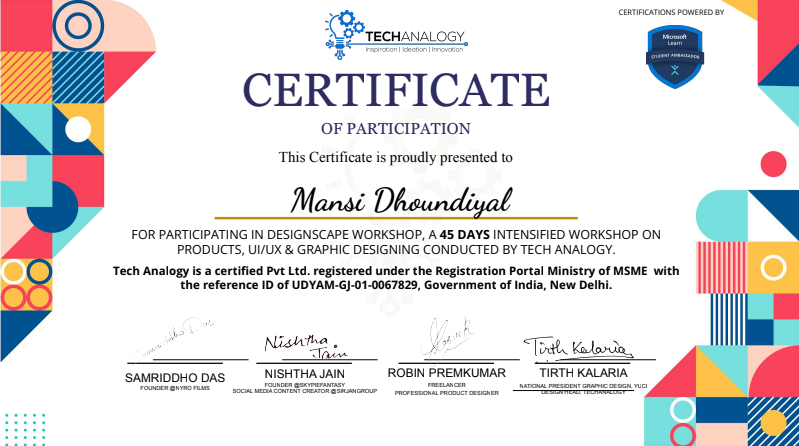 CERTIFICATIONS POWERED BY
Microsoft
Learn
STUDENT AMBASSADOR
TECHANALOGY
Inspiration | Ideation | Innovation
CERTIFICATE
OF PARTICIPATION
This Certificate is proudly presented to
Mansi Dhoundiyal
FOR PARTICIPATING IN DESIGNSCAPE WORKSHOP, A 45 DAYS INTENSIFIED WORKSHOP ON
PRODUCTS, UI/UX & GRAPHIC DESIGNING CONDUCTED BY TECH ANALOGY.
Tech Analogy is a certified Pvt Ltd. registered under the Registration Portal Ministry of MSME with
the reference ID of UDYAM-GJ-01-0067829, Government of India, New Delhi.
Nishtha
Jain
Tirth Kalaria
SAMRIDDHO DAS
FOUNDER @NYRO FILMS
NISHTHA JAIN
FOUNDER @SKYPIEFANTASY
SOCIAL MEDIA CONTENT CREATOR @SIRJANGROUP
ROBIN PREMKUMAR
FREELANCER
PROFESSIONAL PRODUCT DESIGNER
TIRTH KALARIA
NATIONAL PRESIDENT GRAPHIC DESIGN, YUCI
DESIGN HEAD, TECHANALOGY